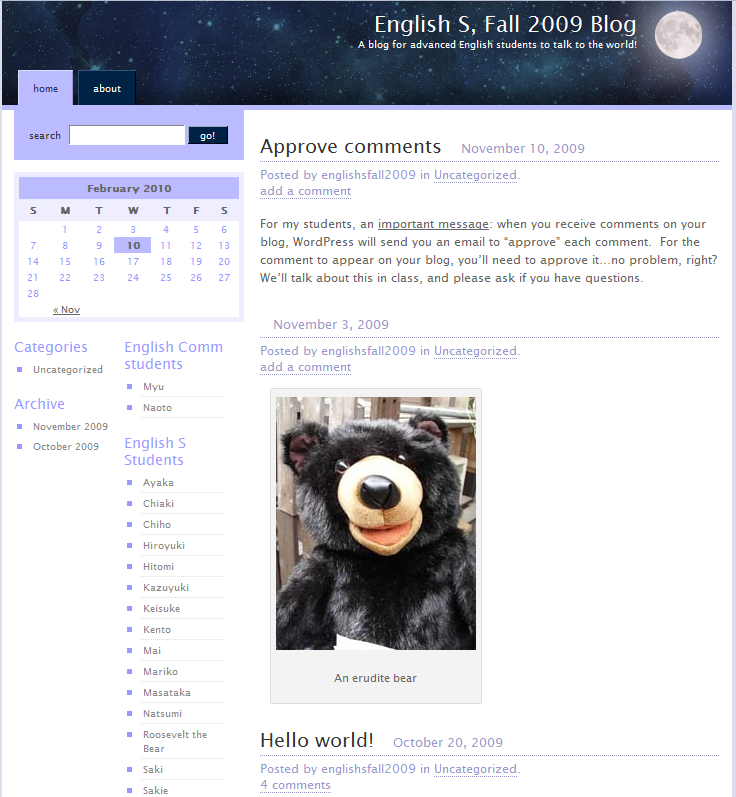 English S, Fall 2009 Blog
A blog for advanced English students to talk to the world!
home
about
search
go!
February 2010
S M T W T F S
1 2 3 4 5 6
7 8 9 10 11 12 13
14 15 16 17 18 19 20
21 22 23 24 25 26 27
28
« Nov
Categories
Uncategorized
Archive
November 2009
October 2009
English Comm
students
Myu
Naoto
English S
Students
Ayaka
Chiaki
Chiho
Hiroyuki
Hitomi
Kazuyuki
Keisuke
Kento
Mai
Mariko
Masataka
Natsumi
Roosevelt the
Bear
Saki
Sakie
Approve comments November 10, 2009
Posted by englishsfall2009 in Uncategorized.
add a comment
For my students, an important message: when you receive comments on your
blog, WordPress will send you an email to “approve” each comment.  For the
comment to appear on your blog, you’ll need to approve it…no problem, right?
We’ll talk about this in class, and please ask if you have questions.
November 3, 2009
Posted by englishsfall2009 in Uncategorized.
add a comment
An erudite bear
Hello world! October 20, 2009
Posted by englishsfall2009 in Uncategorized.
4 comments